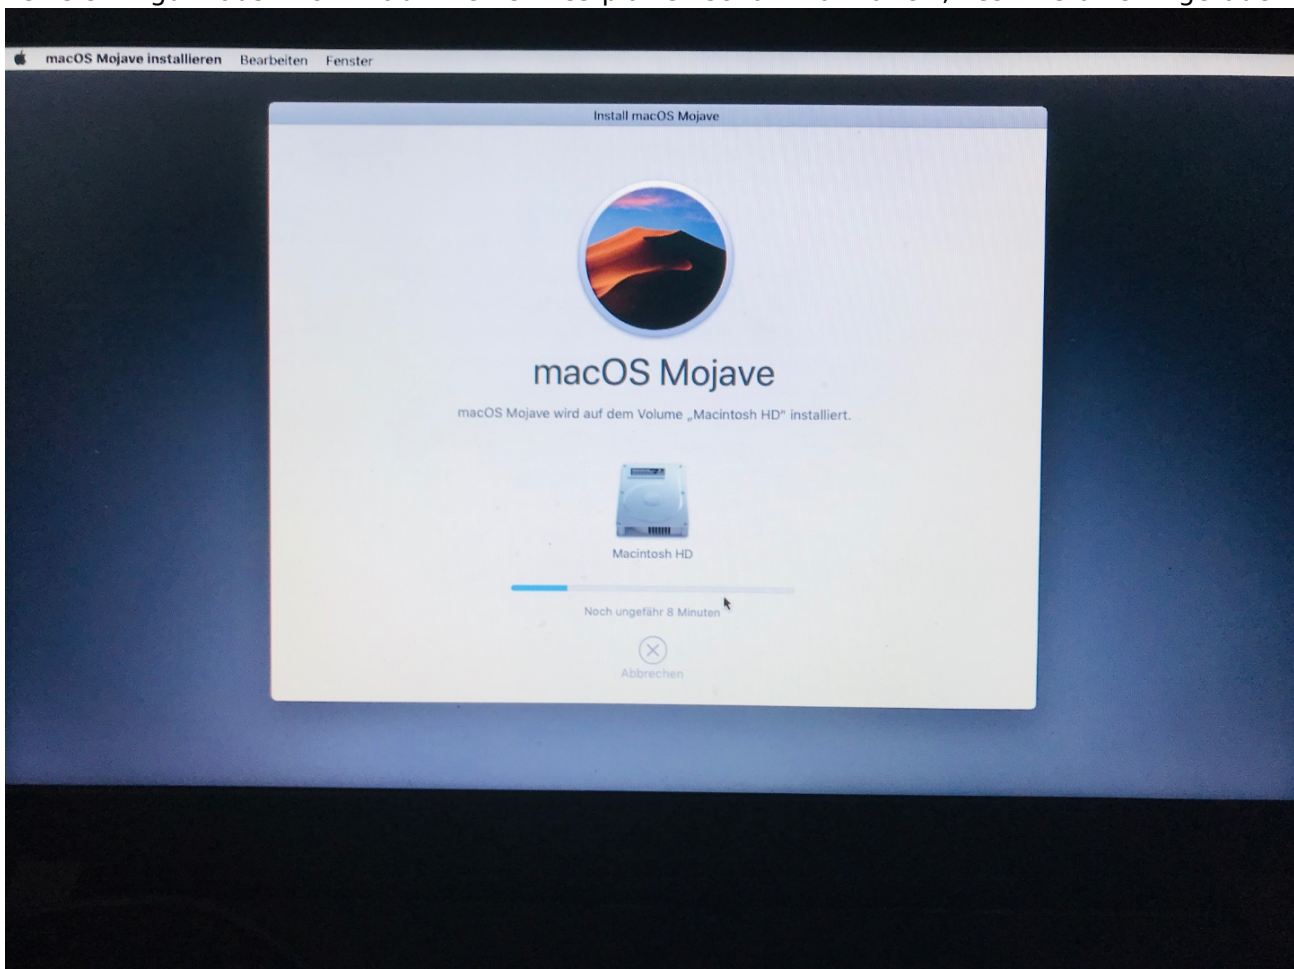 macOS Mojave installieren Bearbeiten Fenster
Install macOS Mojave
macOS Mojave
macOS Mojave wird auf dem Volume „Macintosh HD“ installiert.
Macintosh HD
Noch ungefähr 8 Minuten
Abbrechen